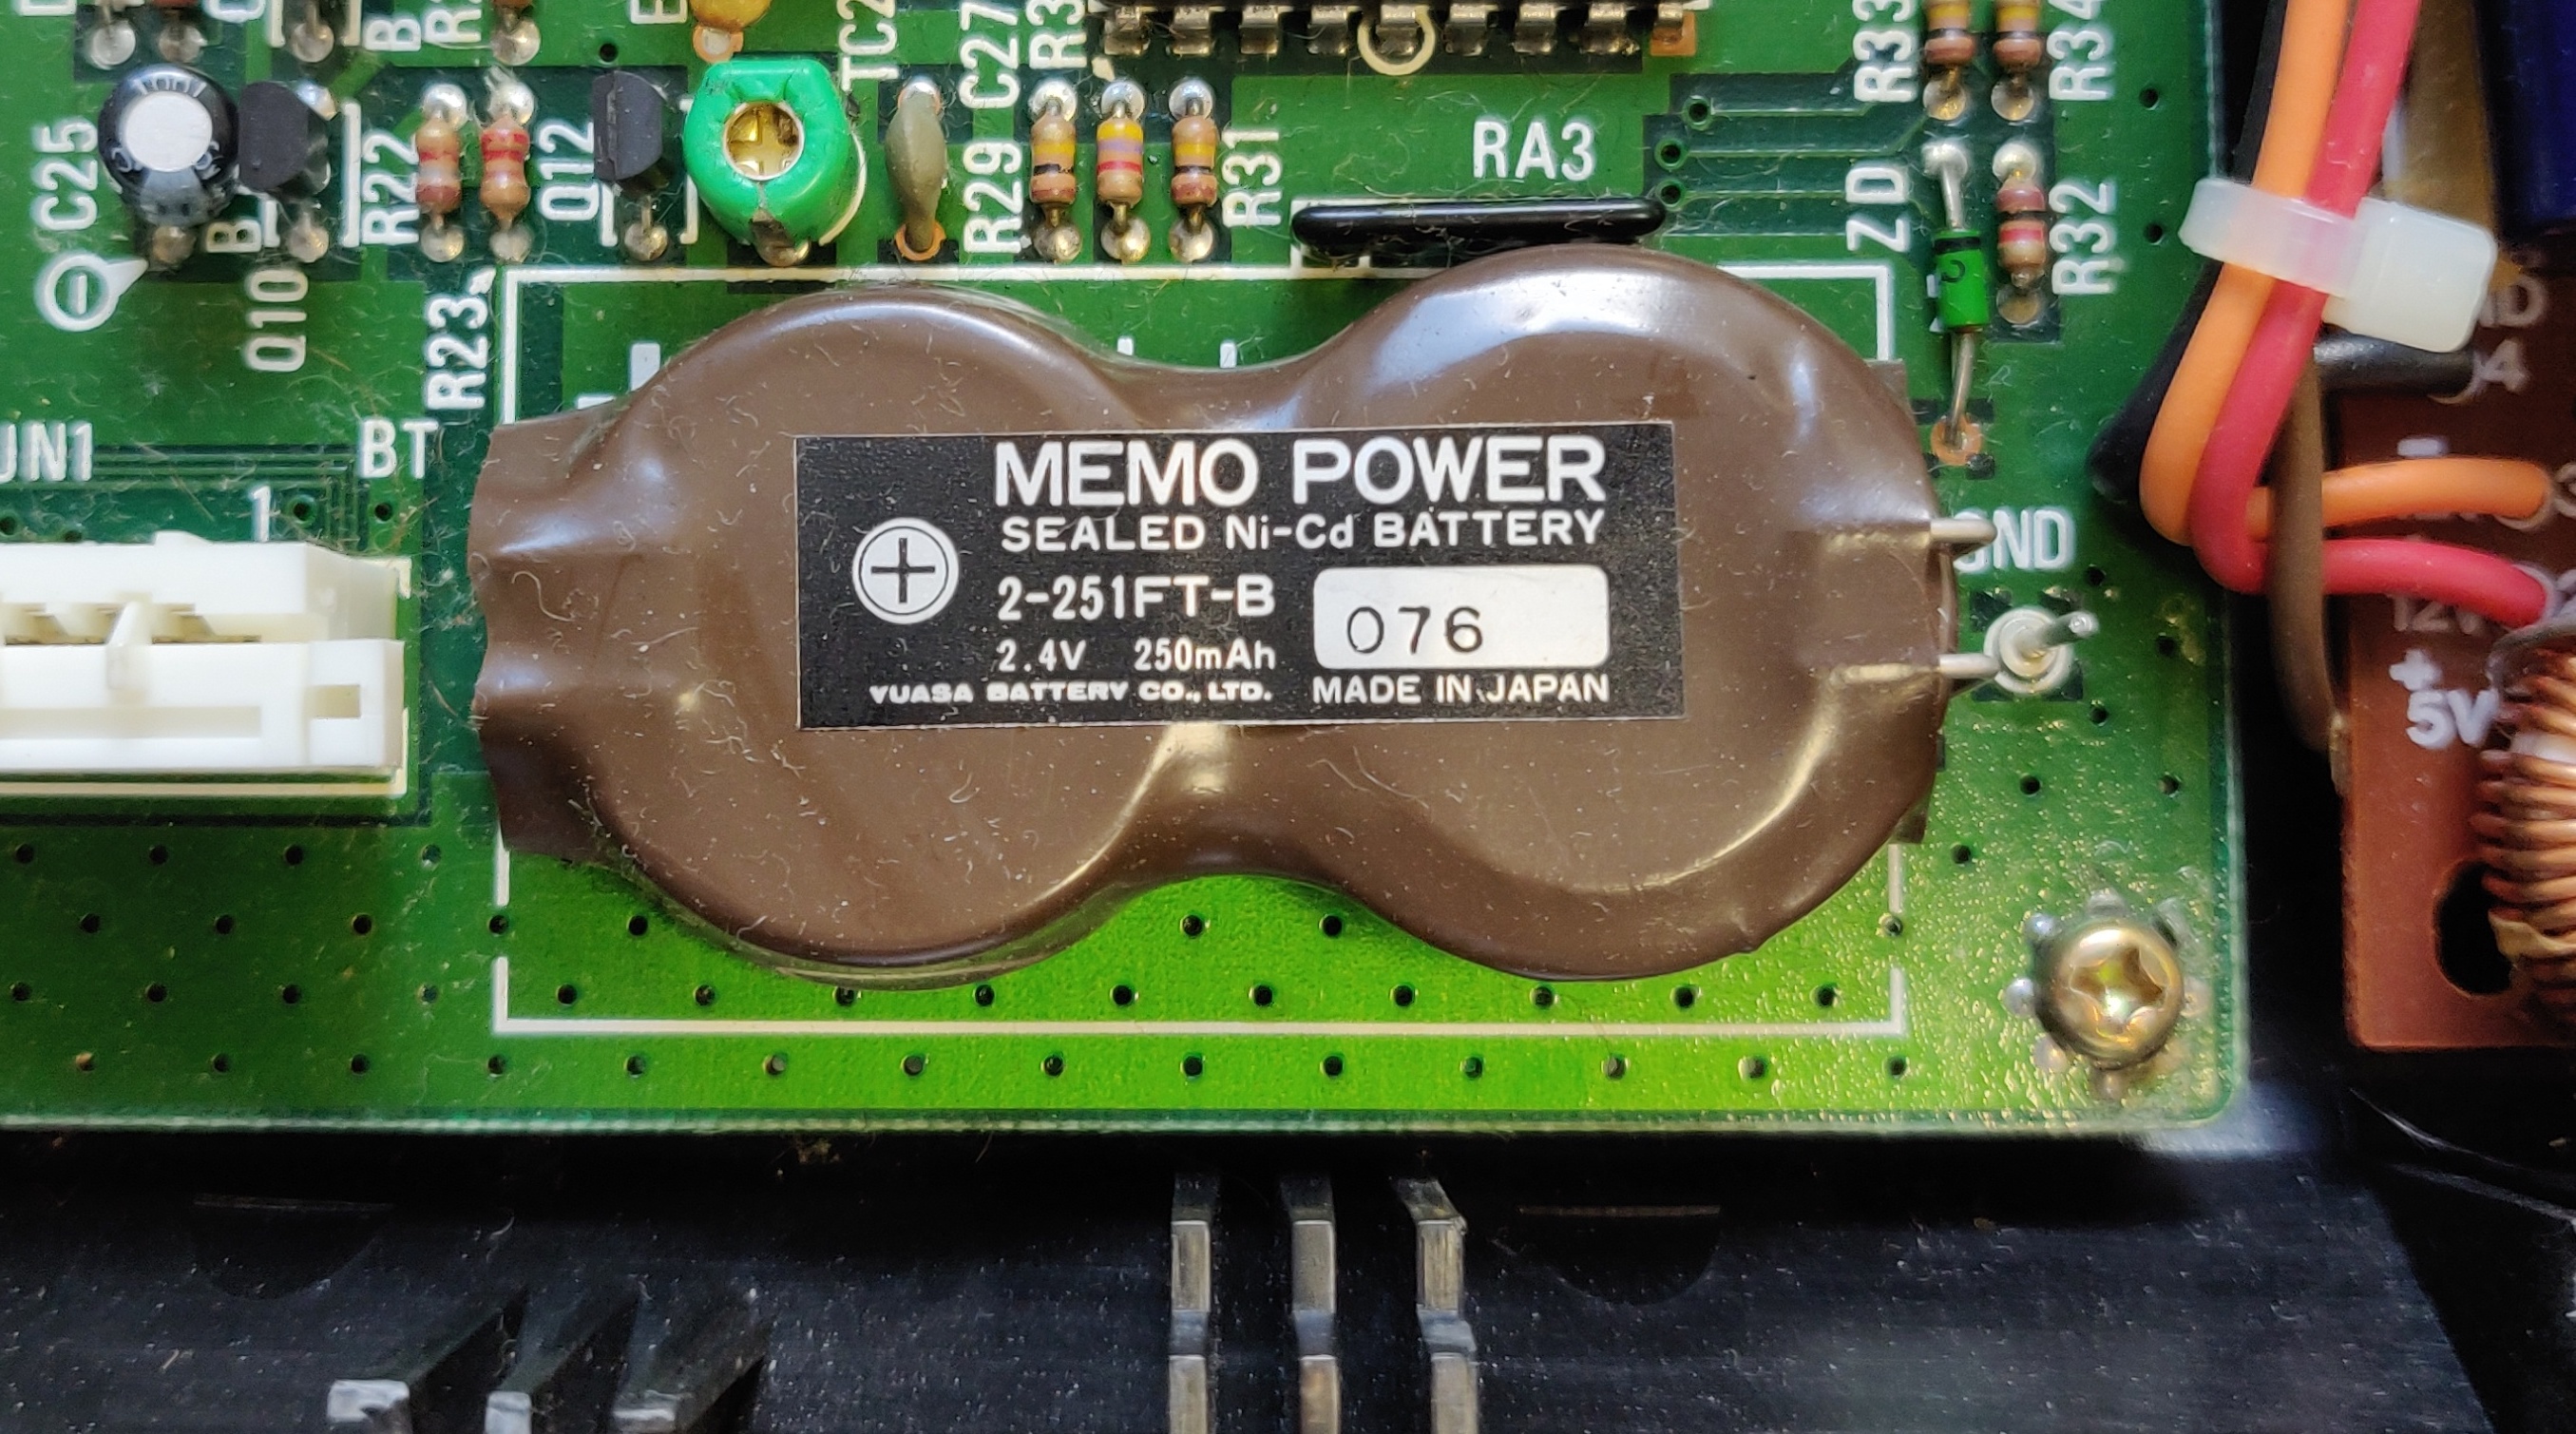 TC2
C27
R33
R34
C25
B
R22
Q12
R29
R31
RA3
ZD
R32
B
Q10
R23
BT
1
MEMO POWER
SEALED Ni-Cd BATTERY
2-251FT-B
076
2.4V 250mAh
YUASA BATTERY CO., LTD. MADE IN JAPAN
GND
12V
+
5V